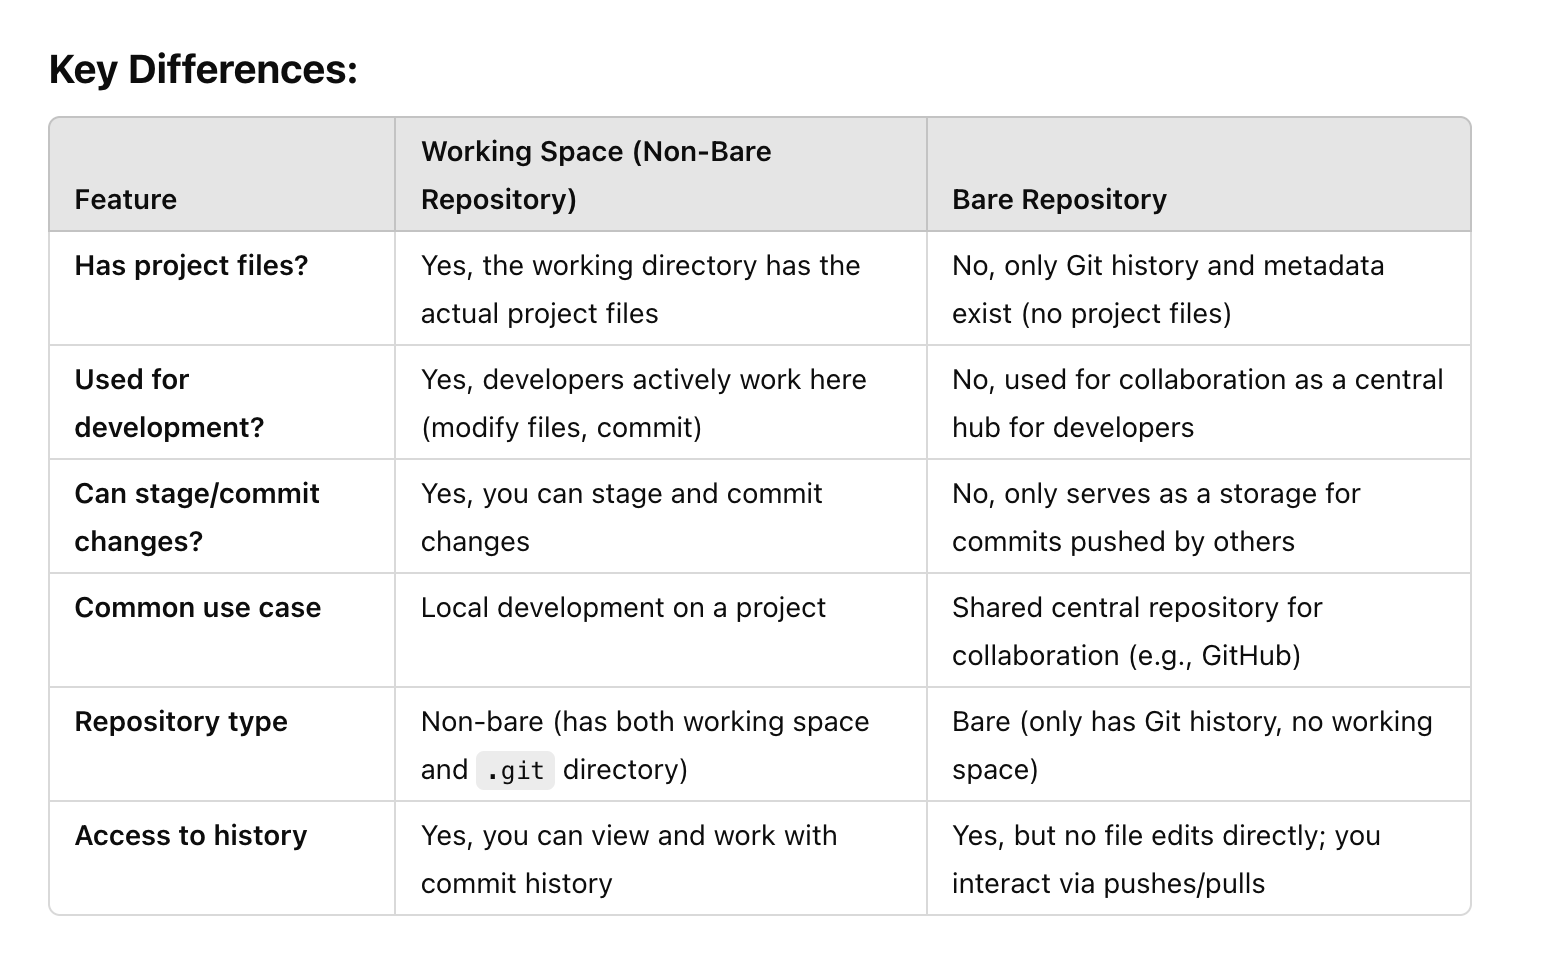 Key Differences:
Feature
Working Space (Non-Bare
Repository)
Bare Repository
Has project files?
Yes, the working directory has the
actual project files
No, only Git history and metadata
exist (no project files)
Used for
development?
Yes, developers actively work here
(modify files, commit)
No, used for collaboration as a central
hub for developers
Can stage/commit
changes?
Yes, you can stage and commit
changes
No, only serves as a storage for
commits pushed by others
Common use case
Local development on a project
Shared central repository for
collaboration (e.g., GitHub)
Repository type
Non-bare (has both working space
and .git directory)
Bare (only has Git history, no working
space)
Access to history
Yes, you can view and work with
commit history
Yes, but no file edits directly; you
interact via pushes/pulls